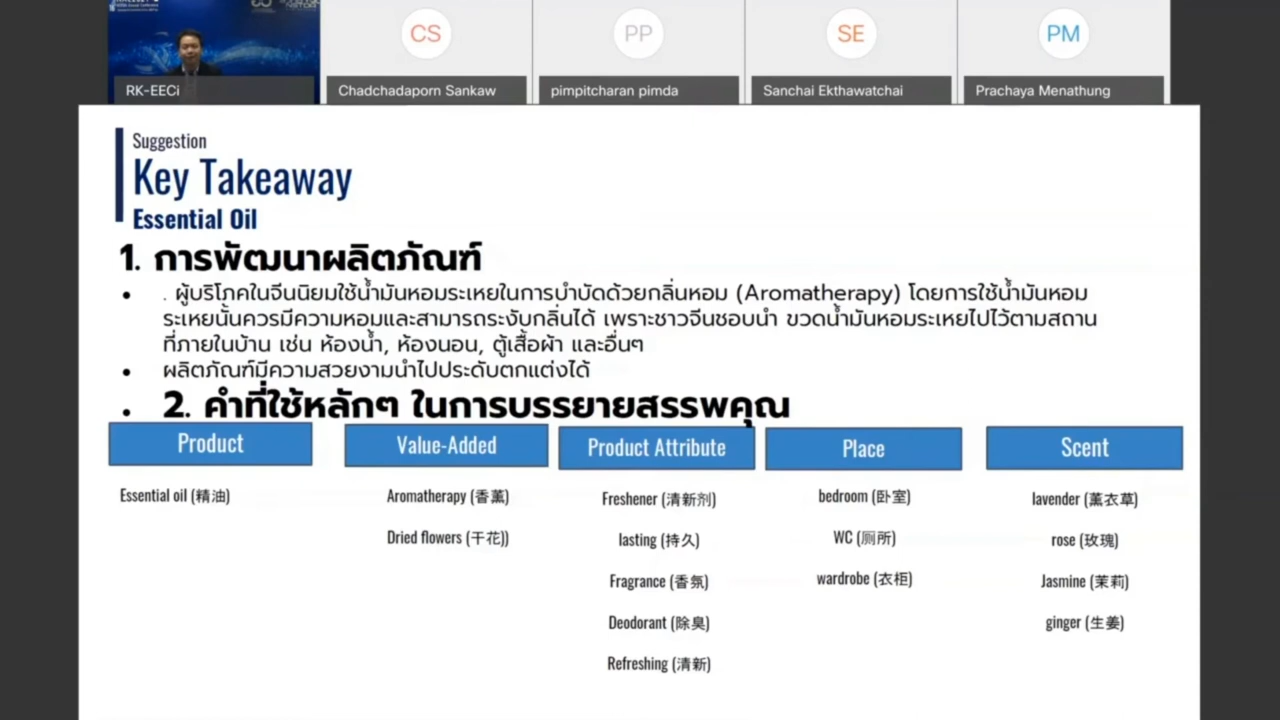 RK-EECi
CS
Chadchadaporn Sankaw
PP
pimpitcharan pimda
SE
Sanchai Ekthawatchai
PM
Prachaya Menathung
Suggestion
Key Takeaway
Essential Oil
1. การพัฒนาผลิตภัณฑ์
• . ผู้บริโภคในจีนนิยมใช้น้ำมันหอมระเหยในการบำบัดด้วยกลิ่นหอม (Aromatherapy) โดยการใช้น้ำมันหอม
ระเหยนั้นควรมีความหอมและสามารถระงับกลิ่นได้ เพราะชาวจีนชอบนำ ขวดน้ำมันหอมระเหยไปไว้ตามสถาน
ที่ภายในบ้าน เช่น ห้องน้ำ, ห้องนอน, ตู้เสื้อผ้า และอื่นๆ
• ผลิตภัณฑ์มีความสวยงามนำไปประดับตกแต่งได้
• 2. คำที่ใช้หลักๆ ในการบรรยายสรรพคุณ
Product
Essential oil (精油)
Value-Added
Aromatherapy (香薰)
Dried flowers (干花))
Product Attribute
Freshener (清新剂)
lasting (持久)
Fragrance (香氛)
Deodorant (除臭)
Refreshing (清新)
Place
bedroom (卧室)
WC (厕所)
wardrobe (衣柜)
Scent
lavender (薰衣草)
rose (玫瑰)
Jasmine (茉莉)
ginger (生姜)